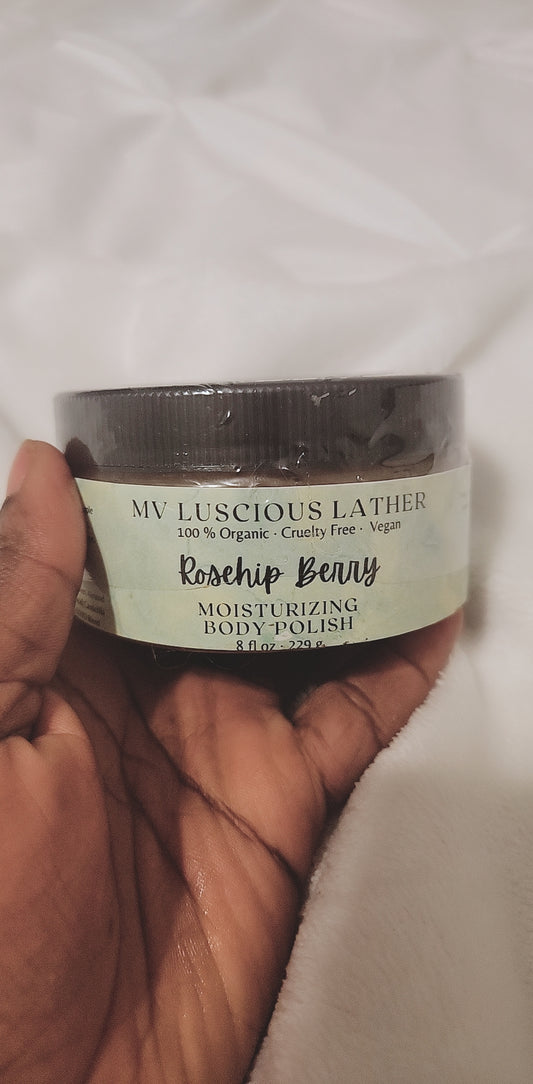 MV LUSCIOUS LATHER
100 % Organic · Cruelty Free · Vegan
Rosehip Berry
MOISTURIZING
BODY POLISH
8 fl oz · 229 g